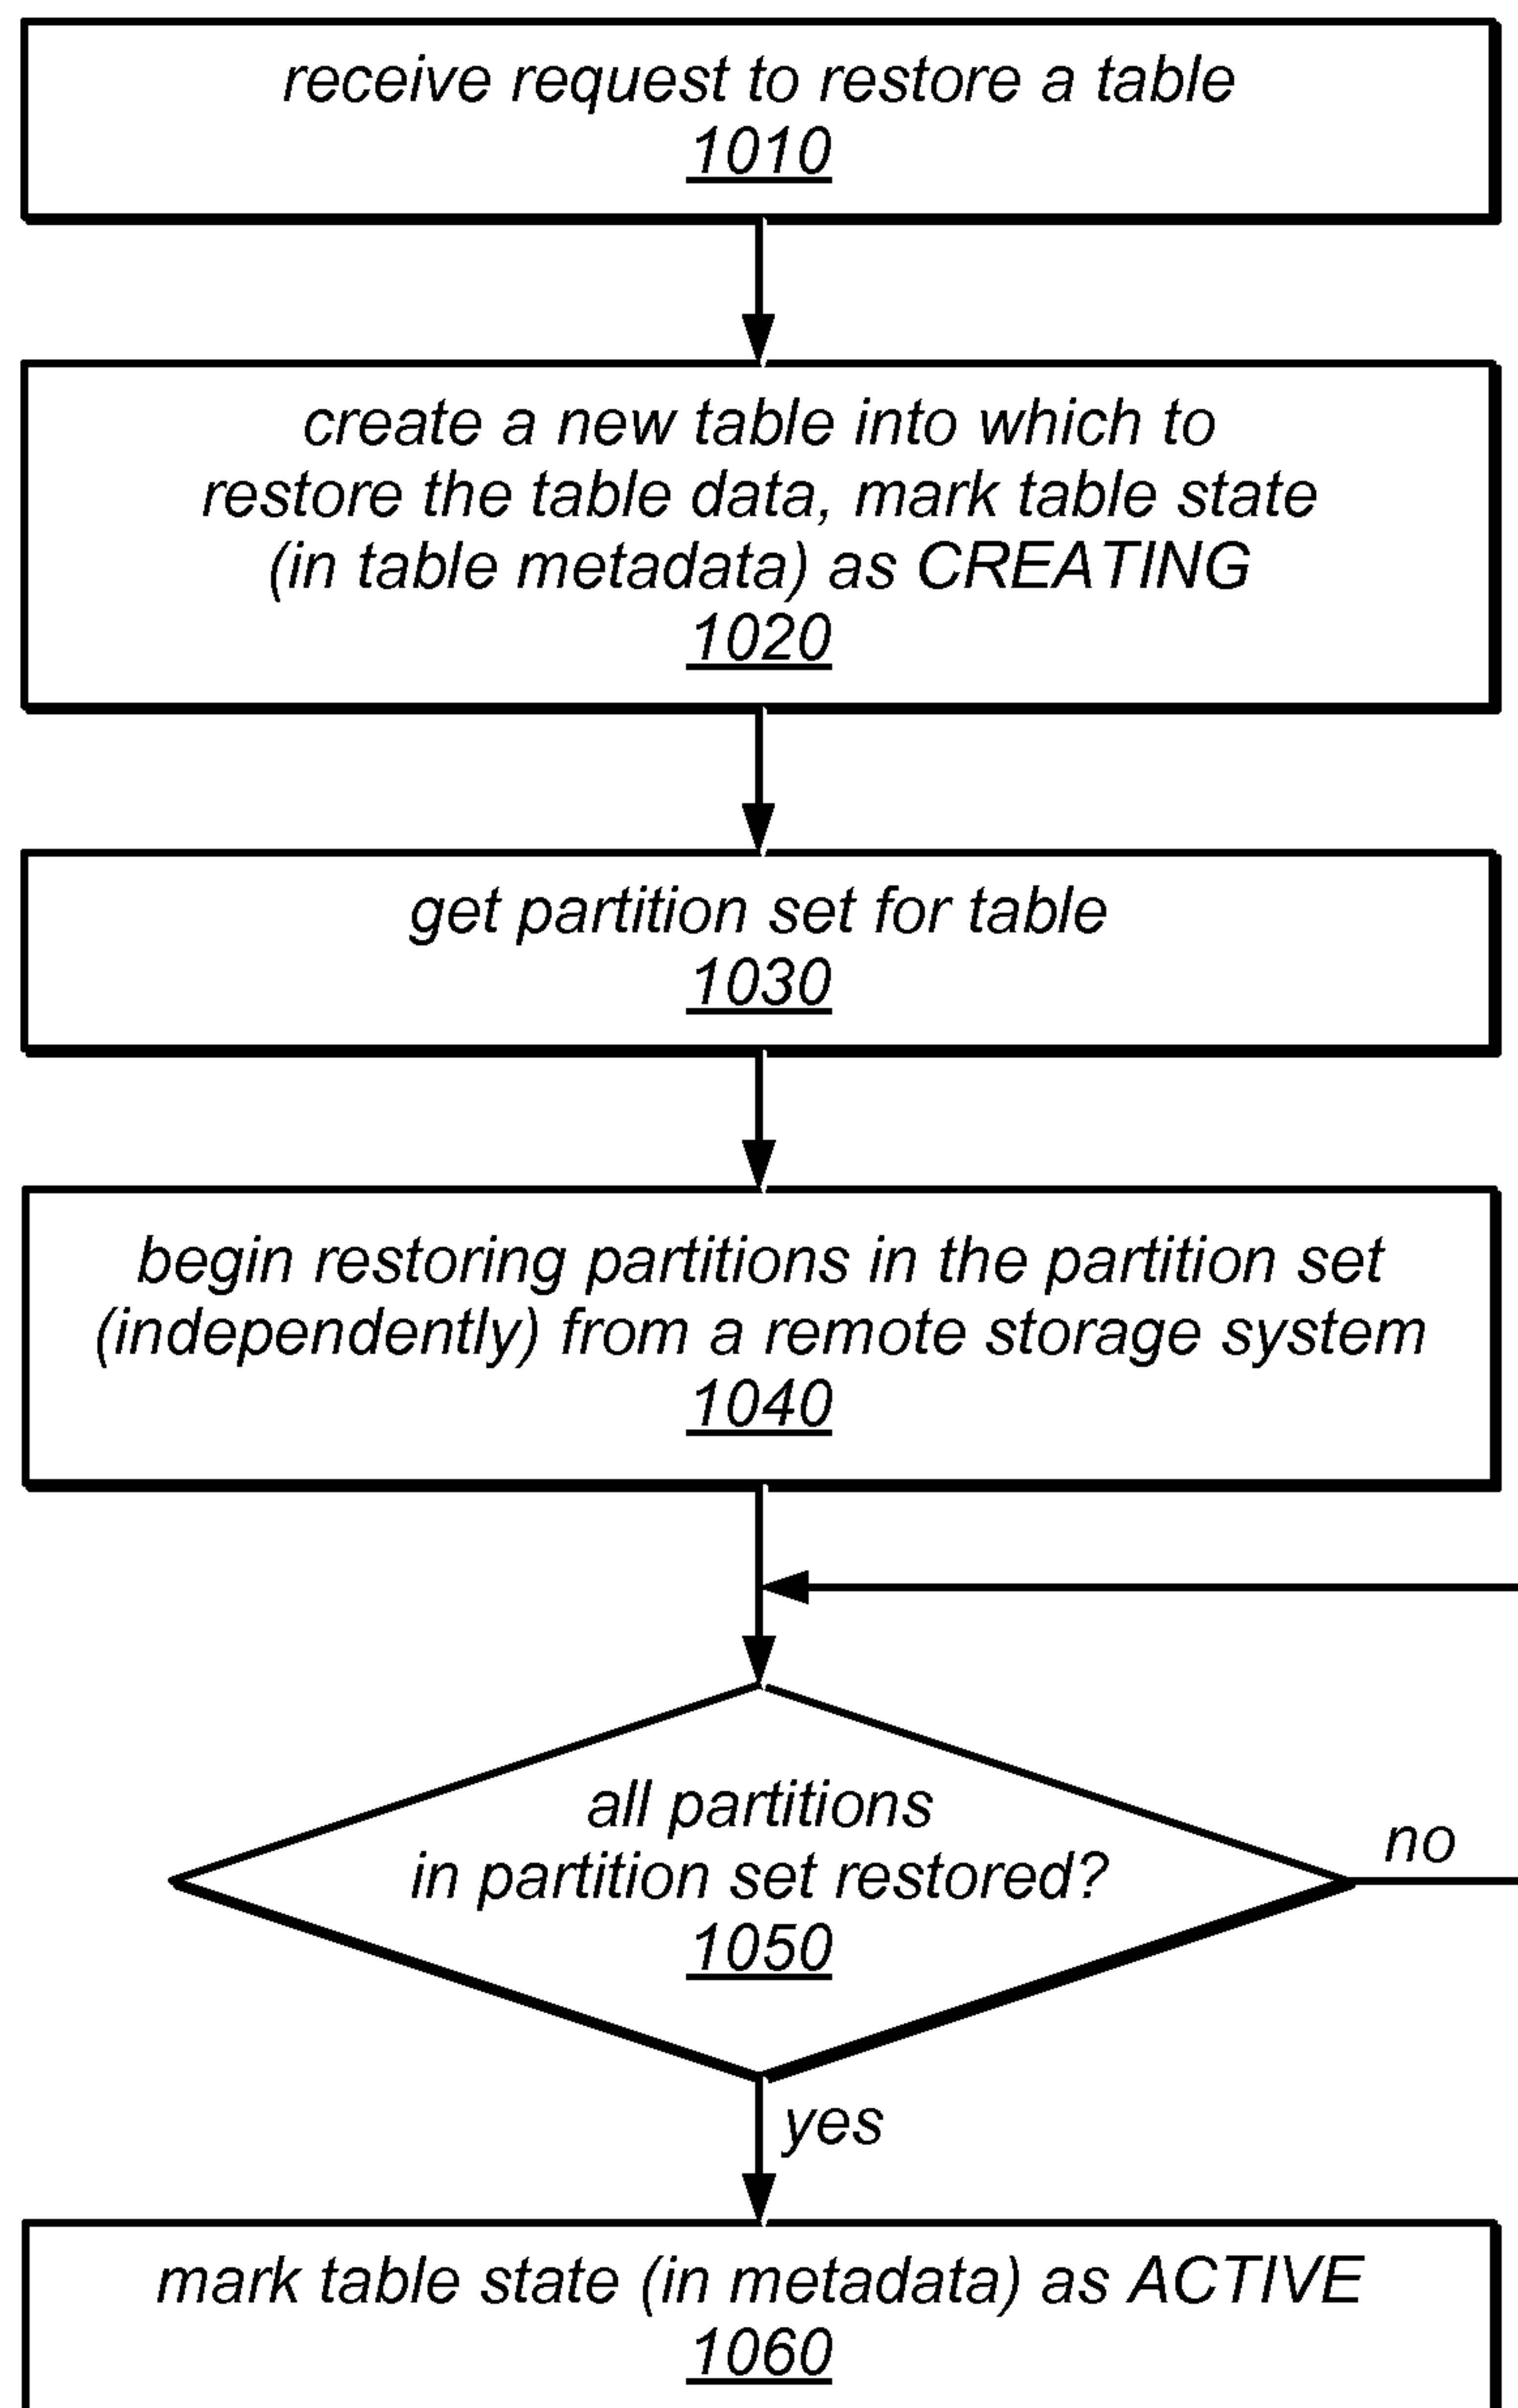 receive request to restore a table
1010
create a new table into which to
restore the table data, mark table state
(in table metadata) as CREATING
1020
get partition set for table
1030
begin restoring partitions in the partition set
(independently) from a remote storage system
1040
all partitions
in partition set restored?
1050
no
yes
mark table state (in metadata) as ACTIVE
1060